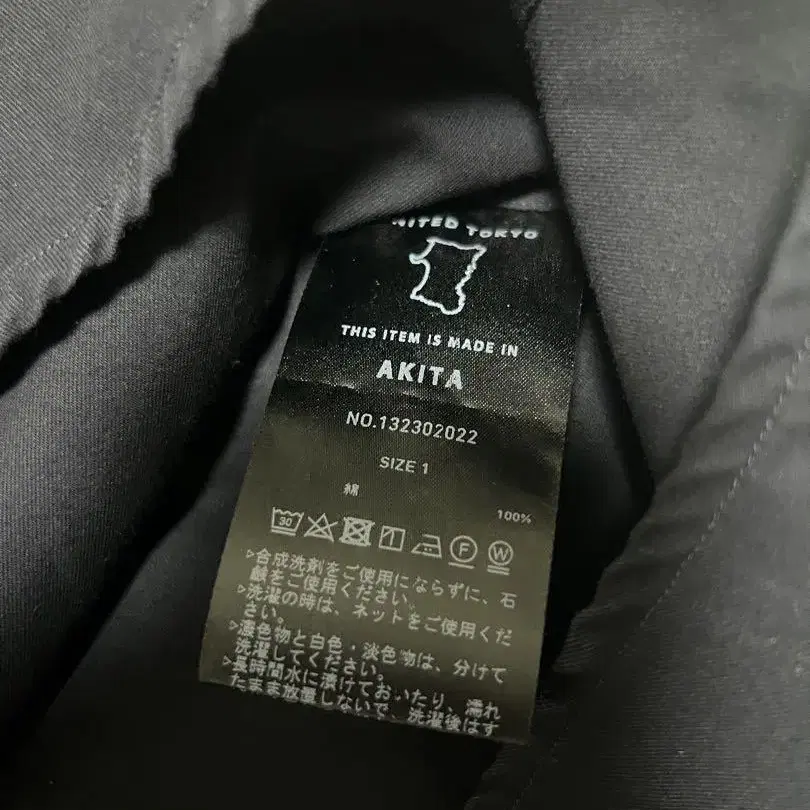 UNITED TOKYO
THIS ITEM IS MADE IN
AKITA
NO.132302022
SIZE 1
綿 100%
30
F W
▷合成洗剤をご使用にならずに、石
鹸をご使用ください。
▷洗濯の時は、ネットをご使用くだ
さい。
▷濃色物と白色・淡色物は、分けて
洗濯してください。
▷長時間水に漬けておいたり、濡れ
たまま放置しないで、洗濯後はす